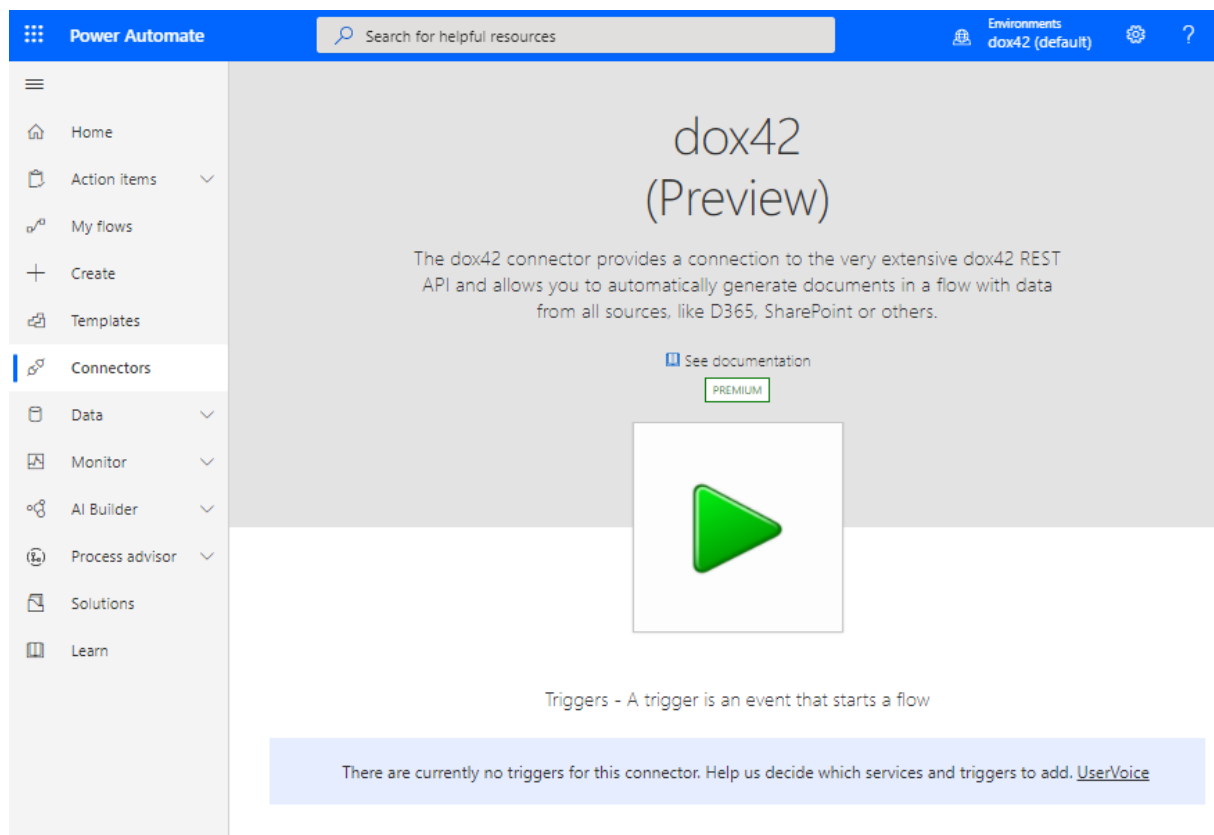 Power Automate
Search for helpful resources
Environments
dox42 (default)
?
Home
Action items
My flows
Create
Templates
Connectors
Data
Monitor
AI Builder
Process advisor
Solutions
Learn
dox42
(Preview)
The dox42 connector provides a connection to the very extensive dox42 REST
API and allows you to automatically generate documents in a flow with data
from all sources, like D365, SharePoint or others.
See documentation
PREMIUM
Triggers - A trigger is an event that starts a flow
There are currently no triggers for this connector. Help us decide which services and triggers to add. UserVoice